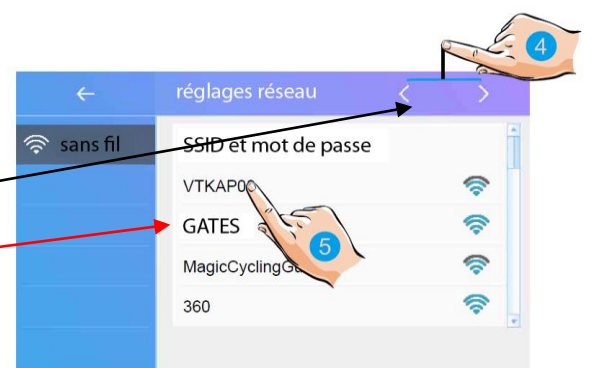 4
réglages réseau
sans fil
SSID et mot de passe
VTKAP0
GATES
5
MagicCyclingG
360